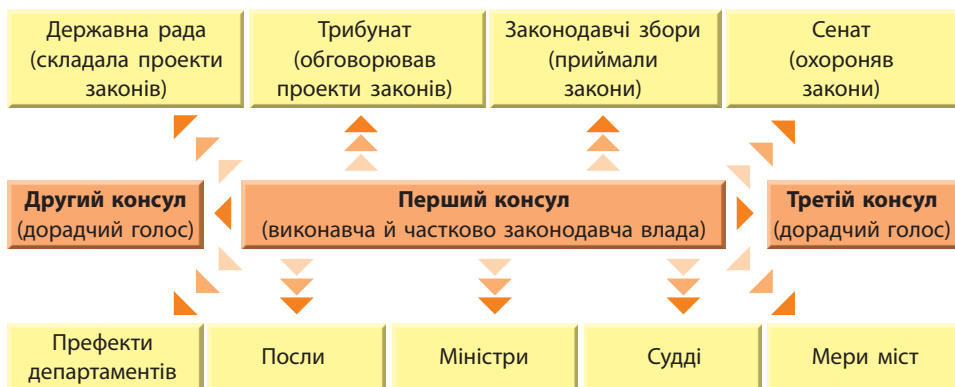 Державна рада
(складала проекти
законів)
Трибунат
(обговорював
проекти законів)
Законодавчі збори
(приймали
закони)
Сенат
(охороняв
закони)
Другий консул
(дорадчий голос)
Перший консул
(виконавча й частково законодавча влада)
Третій консул
(дорадчий голос)
Префекти
департаментів
Посли
Міністри
Судді
Мери міст